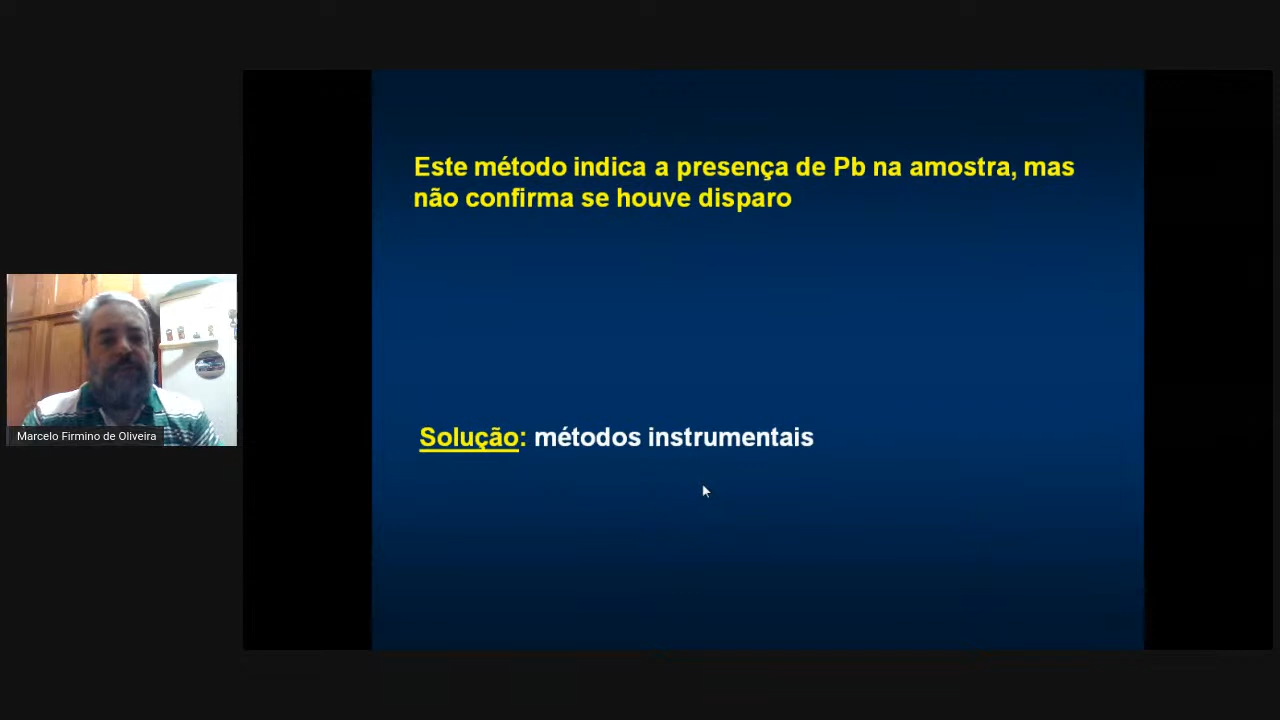 Este método indica a presença de Pb na amostra, mas
não confirma se houve disparo
Solução: métodos instrumentais
Marcelo Firmino de Oliveira